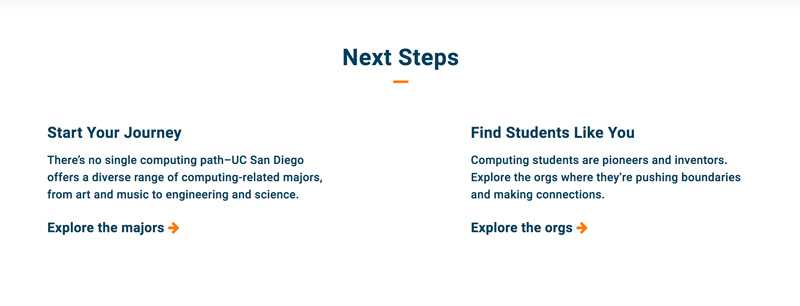 Next Steps
Start Your Journey
There's no single computing path–UC San Diego
offers a diverse range of computing-related majors,
from art and music to engineering and science.
Explore the majors
Find Students Like You
Computing students are pioneers and inventors.
Explore the orgs where they're pushing boundaries
and making connections.
Explore the orgs